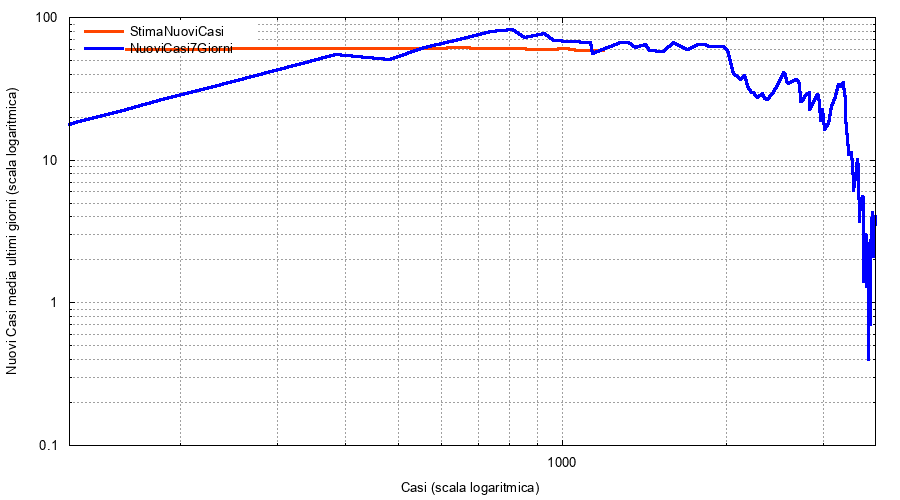 100
10
1
0.1
StimaNuoviCasi
NuoviCasi7Giorni
Nuovi Casi media ultimi giorni (scala logaritmica)
1000
Casi (scala logaritmica)